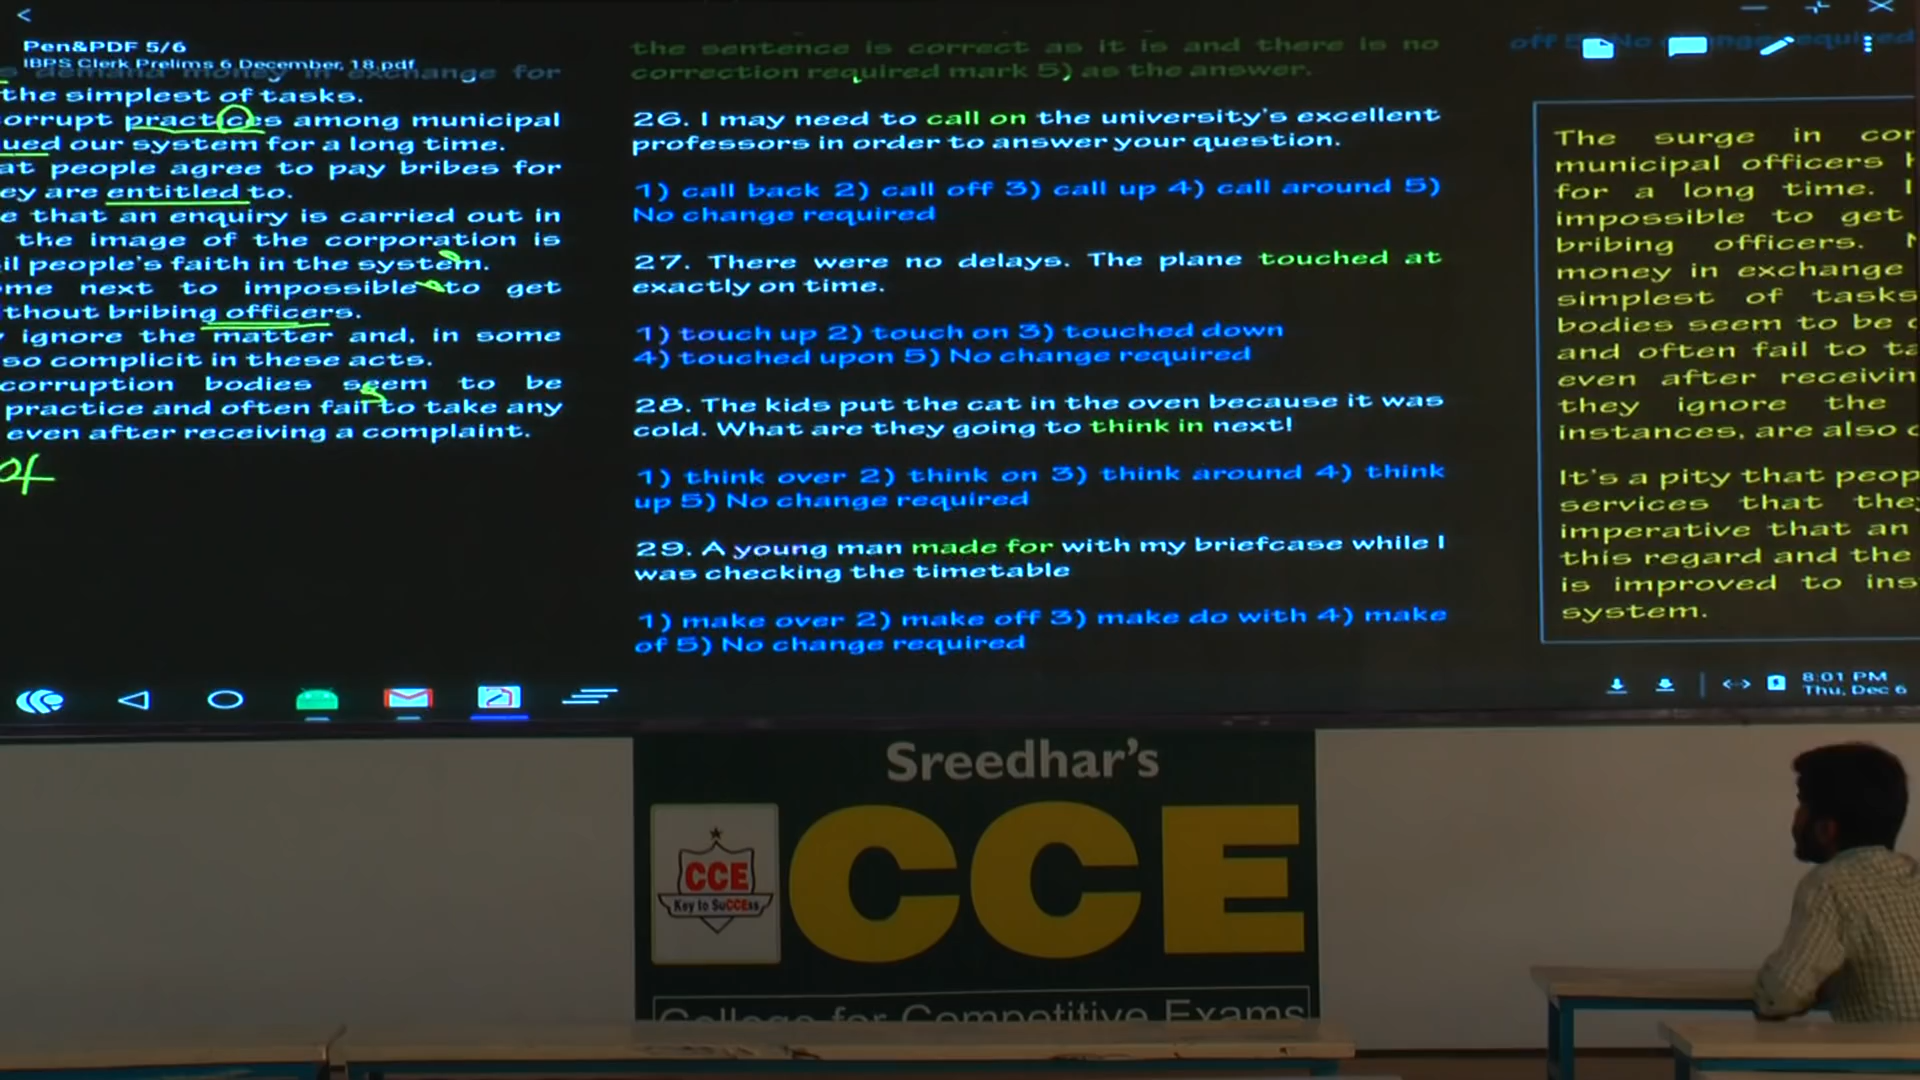 Pen&PDF 5/6
IBPS Clerk Prelims 6 December, 18.pdf
s demand money in exchange for
the simplest of tasks.
orrupt practices among municipal
ued our system for a long time.
at people agree to pay bribes for
ey are entitled to.
e that an enquiry is carried out in
the image of the corporation is
il people's faith in the system.
me next to impossible to get
thout bribing officers.
ignore the matter and, in some
so complicit in these acts.
corruption bodies seem to be
practice and often fail to take any
even after receiving a complaint.
of
the sentence is correct as it is and there is no
correction required mark 5) as the answer.
26. I may need to call on the university's excellent
professors in order to answer your question.
1) call back 2) call off 3) call up 4) call around 5)
No change required
27. There were no delays. The plane touched at
exactly on time.
1) touch up 2) touch on 3) touched down
4) touched upon 5) No change required
28. The kids put the cat in the oven because it was
cold. What are they going to think in next!
1) think over 2) think on 3) think around 4) think
up 5) No change required
29. A young man made for with my briefcase while I
was checking the timetable
1) make over 2) make off 3) make do with 4) make
of 5) No change required
off 5) No change required
The surge in cor
municipal officers h
for a long time. I
impossible to get
bribing officers.
money in exchange
simplest of tasks
bodies seem to be
and often fail to ta
even after receivin
they ignore the
instances, are also
It's a pity that peop
services that they
imperative that an
this regard and the
is improved to ins
system.
8:01 PM
Thu, Dec 6
Sreedhar's
CCE
Key to SuCCEss
CCE
College for Competitive Exams